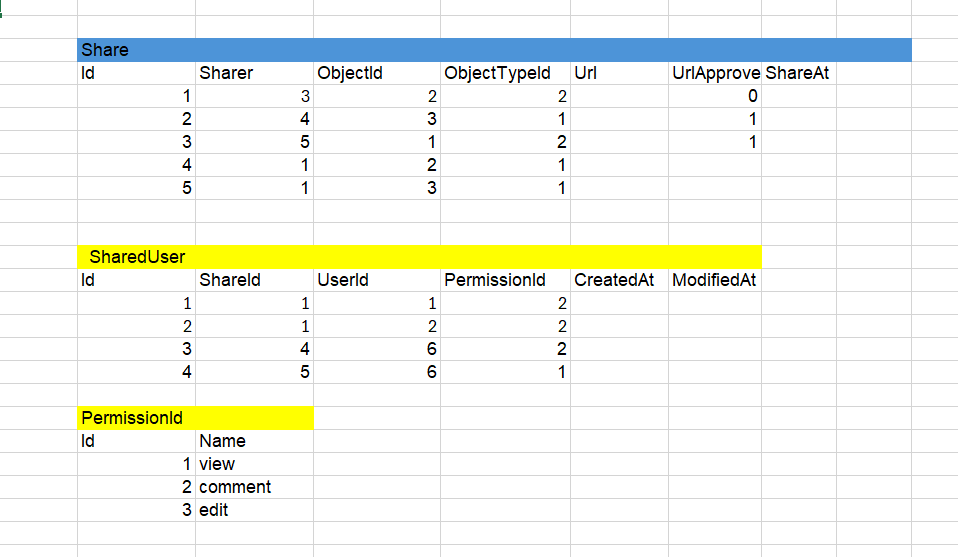 Share
Id Sharer ObjectId ObjectTypeId Url UrlApprove ShareAt
1 3 2 2 0
2 4 3 1 1
3 5 1 2 1
4 1 2 1
5 1 3 1
SharedUser
Id ShareId UserId PermissionId CreatedAt ModifiedAt
1 1 1 2
2 1 2 2
3 4 6 2
4 5 6 1
PermissionId
Id Name
1 view
2 comment
3 edit